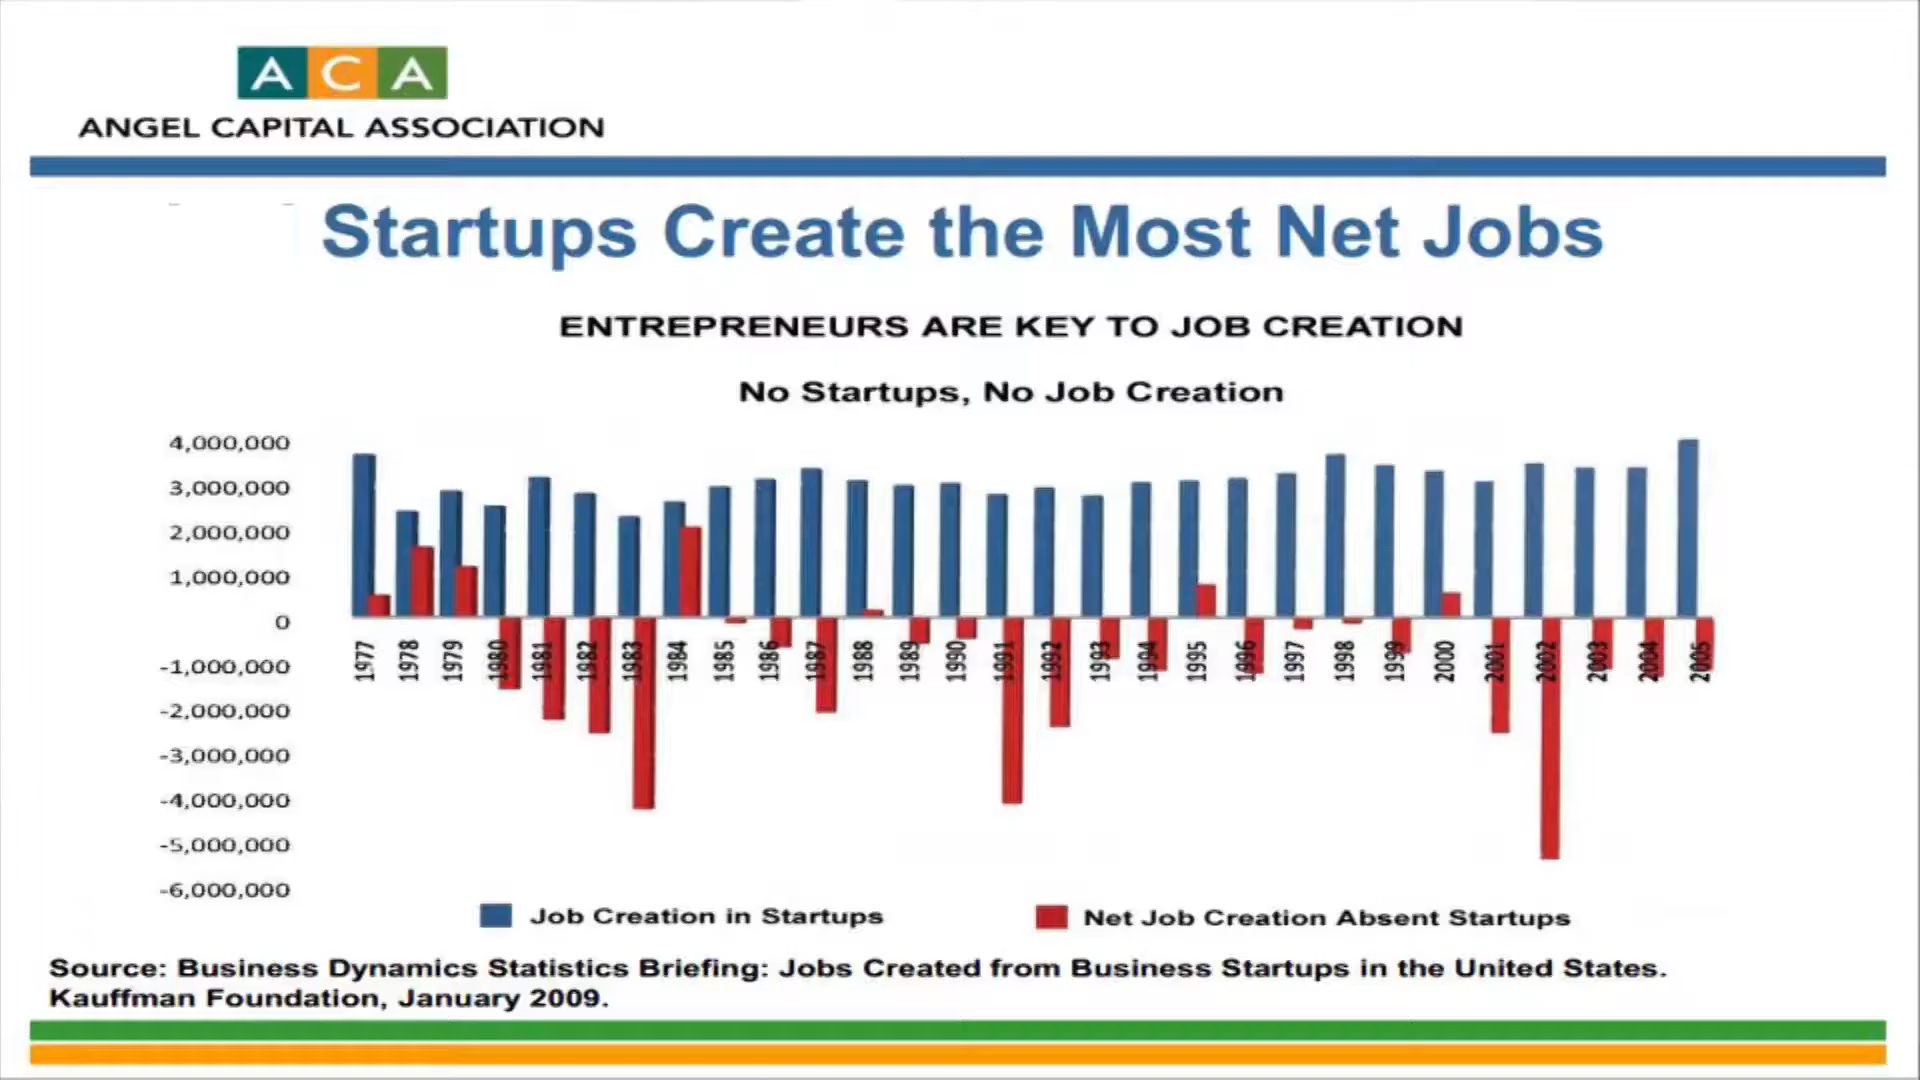 A C A
ANGEL CAPITAL ASSOCIATION
Startups Create the Most Net Jobs
ENTREPRENEURS ARE KEY TO JOB CREATION
No Startups, No Job Creation
4,000,000
3,000,000
2,000,000
1,000,000
0
-1,000,000
-2,000,000
-3,000,000
-4,000,000
-5,000,000
-6,000,000
1977 1978 1979 1980 1981 1982 1983 1984 1985 1986 1987 1988 1989 1990 1991 1992 1993 1994 1995 1996 1997 1998 1999 2000 2001 2002 2003 2004 2005
Job Creation in Startups Net Job Creation Absent Startups
Source: Business Dynamics Statistics Briefing: Jobs Created from Business Startups in the United States.
Kauffman Foundation, January 2009.